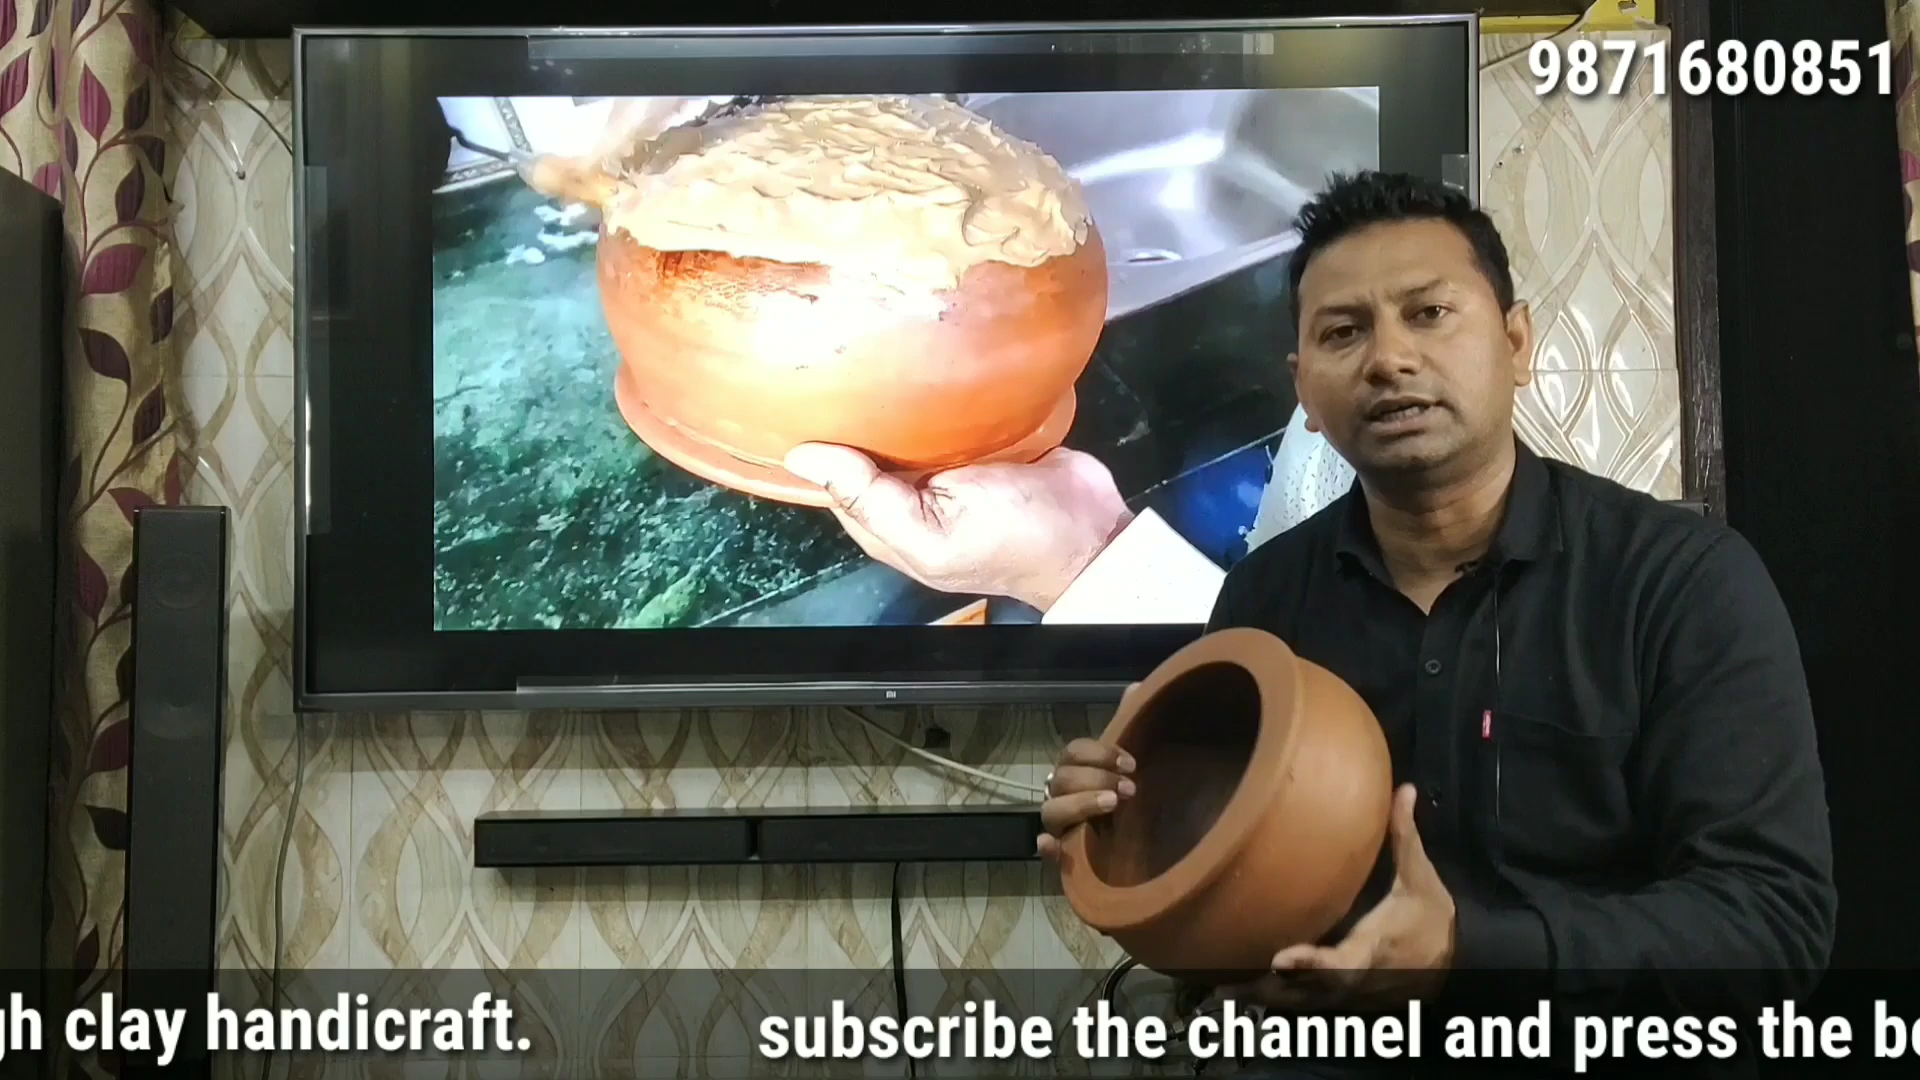 9871680851
gh clay handicraft.
subscribe the channel and press the be